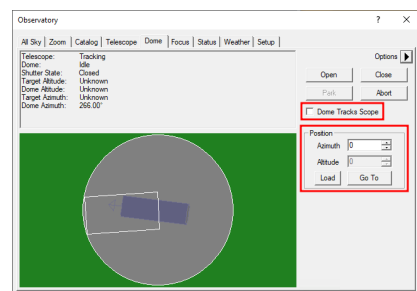 Observatory ? ×
All Sky Zoom Catalog Telescope Dome Focus Status Weather Setup
Telescope: Tracking
Dome: Idle
Shutter State: Closed
Target Altitude: Unknown
Dome Altitude: Unknown
Target Azimuth: Unknown
Dome Azimuth: 266.00°
Options
Open Close
Park Abort
Dome Tracks Scope
Position
Azimuth 0
Altitude 0
Load Go To